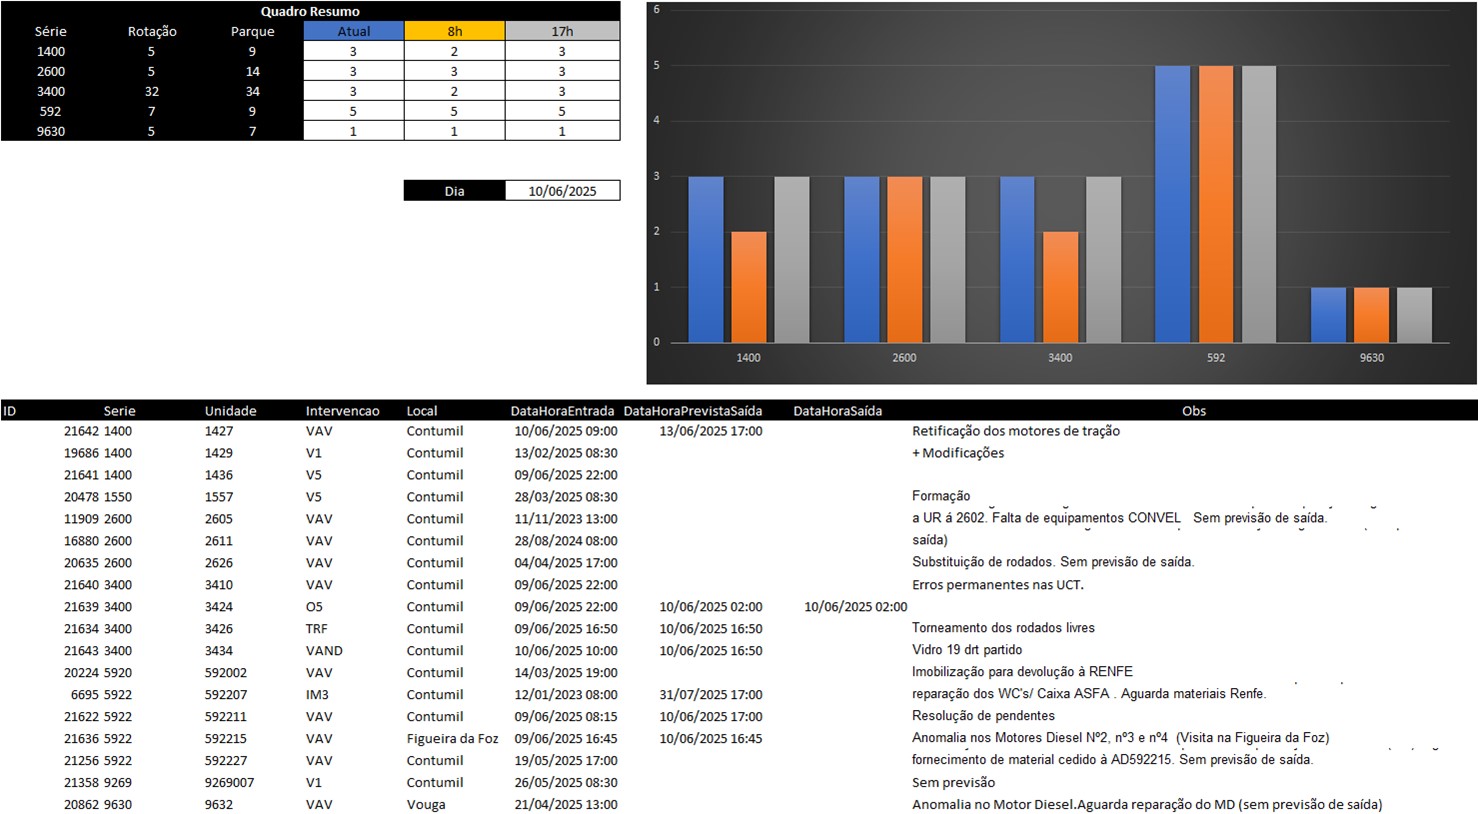 Quadro Resumo
Série Rotação Parque Atual 8h 17h
1400 5 9 3 2 3
2600 5 14 3 3 3
3400 32 34 3 2 3
592 7 9 5 5 5
9630 5 7 1 1 1
Dia 10/06/2025
6
5
4
3
2
1
0
1400 2600 3400 592 9630
ID Serie Unidade Intervencao Local DataHoraEntrada DataHoraPrevistaSaída DataHoraSaída Obs
21642 1400 1427 VAV Contumil 10/06/2025 09:00 13/06/2025 17:00 Retificação dos motores de tração
19686 1400 1429 V1 Contumil 13/02/2025 08:30 + Modificações
21641 1400 1436 V5 Contumil 09/06/2025 22:00
20478 1550 1557 V5 Contumil 28/03/2025 08:30 Formação
11909 2600 2605 VAV Contumil 11/11/2023 13:00 a UR á 2602. Falta de equipamentos CONVEL Sem previsão de saída.
16880 2600 2611 VAV Contumil 28/08/2024 08:00 saída)
20635 2600 2626 VAV Contumil 04/04/2025 17:00 Substituição de rodados. Sem previsão de saída.
21640 3400 3410 VAV Contumil 09/06/2025 22:00 Erros permanentes nas UCT.
21639 3400 3424 O5 Contumil 09/06/2025 22:00 10/06/2025 02:00 10/06/2025 02:00
21634 3400 3426 TRF Contumil 09/06/2025 16:50 10/06/2025 16:50 Torneamento dos rodados livres
21643 3400 3434 VAND Contumil 10/06/2025 10:00 10/06/2025 16:50 Vidro 19 drt partido
20224 5920 592002 VAV Contumil 14/03/2025 19:00 Imobilização para devolução à RENFE
6695 5922 592207 IM3 Contumil 12/01/2023 08:00 31/07/2025 17:00 reparação dos WC's/ Caixa ASFA . Aguarda materiais Renfe.
21622 5922 592211 VAV Contumil 09/06/2025 08:15 10/06/2025 17:00 Resolução de pendentes
21636 5922 592215 VAV Figueira da Foz 09/06/2025 16:45 10/06/2025 16:45 Anomalia nos Motores Diesel Nº2, nº3 e nº4 (Visita na Figueira da Foz)
21256 5922 592227 VAV Contumil 19/05/2025 17:00 fornecimento de material cedido à AD592215. Sem previsão de saída.
21358 9269 9269007 V1 Contumil 26/05/2025 08:30 Sem previsão
20862 9630 9632 VAV Vouga 21/04/2025 13:00 Anomalia no Motor Diesel.Aguarda reparação do MD (sem previsão de saída)